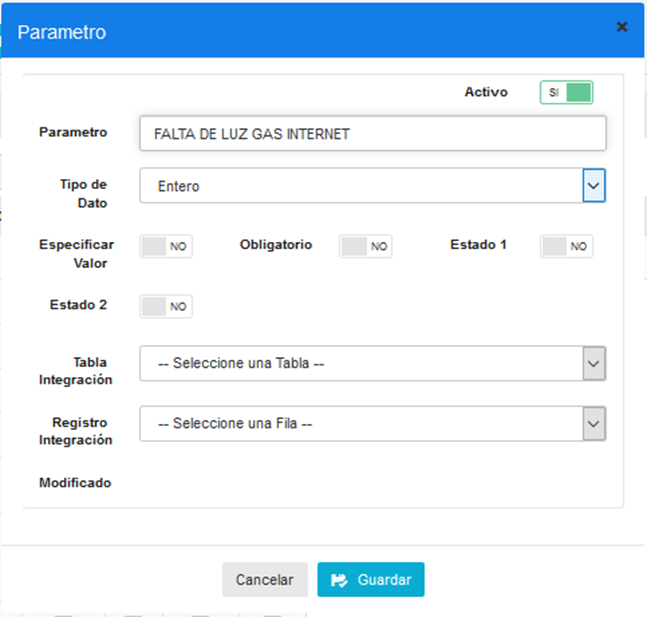 Parametro
Activo
SI
Parametro
FALTA DE LUZ GAS INTERNET
Tipo de
Dato
Entero
Especificar
Valor
NO
Obligatorio
NO
Estado 1
NO
Estado 2
NO
Tabla
Integración
-- Seleccione una Tabla --
Registro
Integración
-- Seleccione una Fila --
Modificado
Cancelar
Guardar